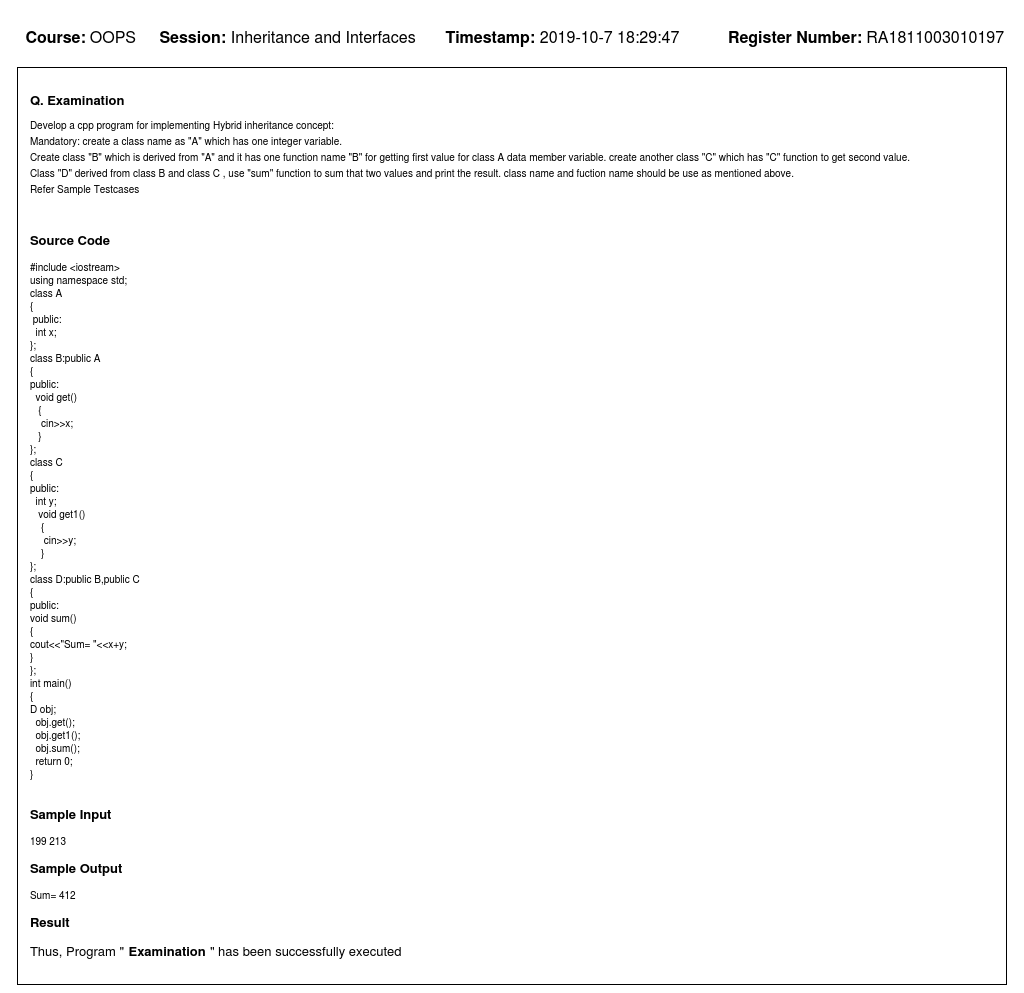 Course: OOPS Session: Inheritance and Interfaces Timestamp: 2019-10-7 18:29:47 Register Number: RA1811003010197
Q. Examination
Develop a cpp program for implementing Hybrid inheritance concept:
Mandatory: create a class name as "A" which has one integer variable.
Create class "B" which is derived from "A" and it has one function name "B" for getting first value for class A data member variable. create another class "C" which has "C" function to get second value.
Class "D" derived from class B and class C , use "sum" function to sum that two values and print the result. class name and fuction name should be use as mentioned above.
Refer Sample Testcases
Source Code
#include <iostream>
using namespace std;
class A
{
public:
int x;
};
class B:public A
{
public:
void get()
{
cin>>x;
}
};
class C
{
public:
int y;
void get1()
{
cin>>y;
}
};
class D:public B,public C
{
public:
void sum()
{
cout<<"Sum= "<<x+y;
}
};
int main()
{
D obj;
obj.get();
obj.get1();
obj.sum();
return 0;
}
Sample Input
199 213
Sample Output
Sum= 412
Result
Thus, Program " Examination " has been successfully executed